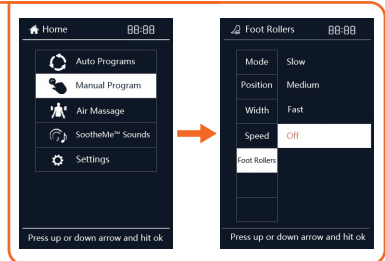 Home 88:88
Auto Programs
Manual Program
Air Massage
SootheMe™ Sounds
Settings
Press up or down arrow and hit ok
Foot Rollers 88:88
Mode Slow
Position Medium
Width Fast
Speed Off
Foot Rollers
Press up or down arrow and hit ok